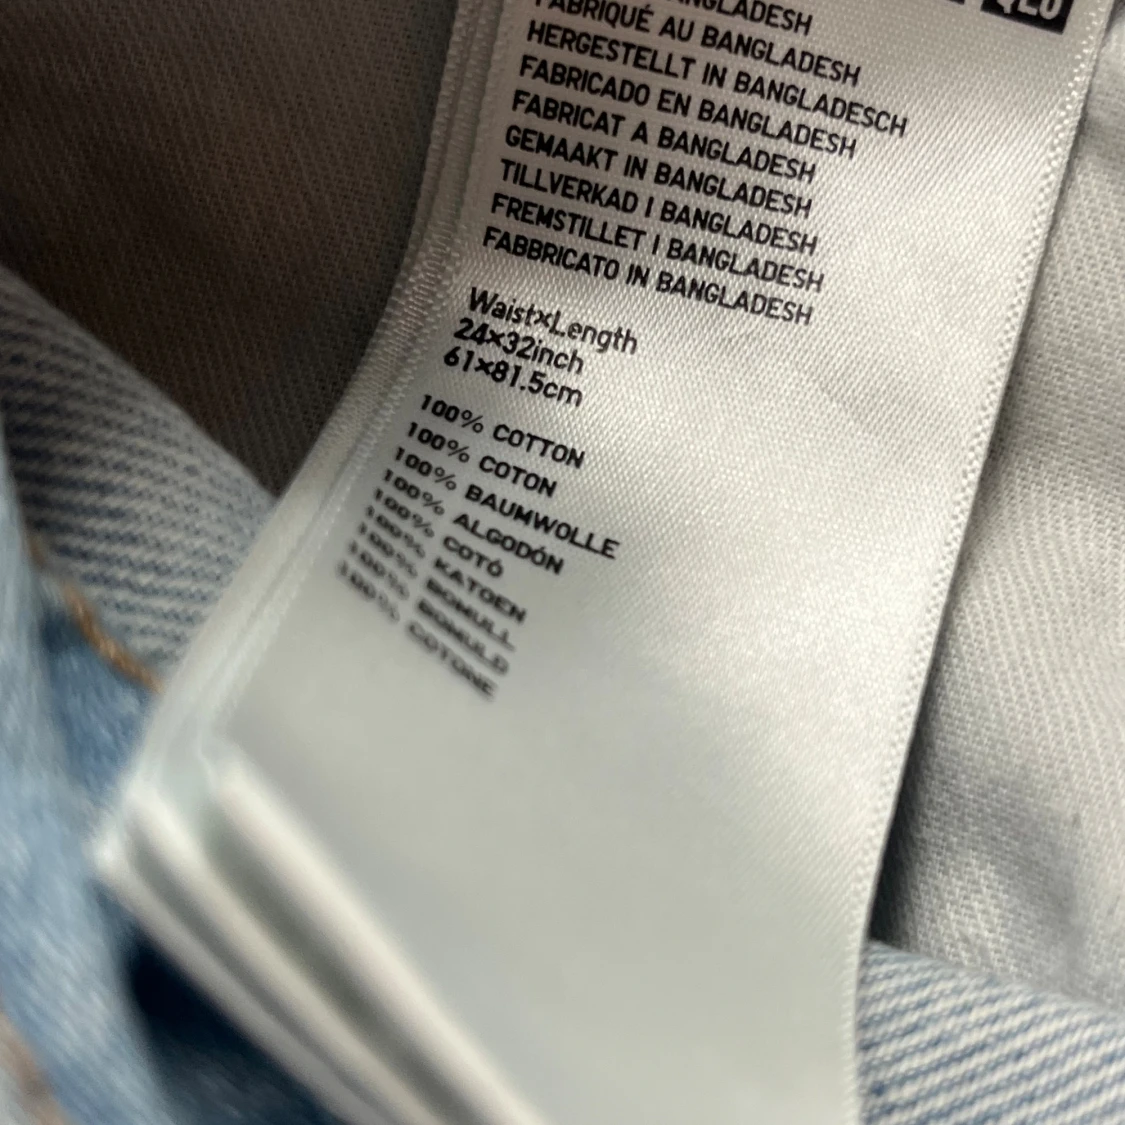 BANGLADESH
FABRIQUÉ AU BANGLADESH
HERGESTELLT IN BANGLADESCH
FABRICADO EN BANGLADESH
FABRICAT A BANGLADESH
GEMAAKT IN BANGLADESH
TILLVERKAD I BANGLADESH
FREMSTILLET I BANGLADESH
FABBRICATO IN BANGLADESH
Waist×Length
24×32inch
61×81.5cm
100% COTTON
100% COTON
100% BAUMWOLLE
100% ALGODÓN
100% COTÓ
100% KATOEN
100% BOMULL
100% BOMULD
100% COTONE